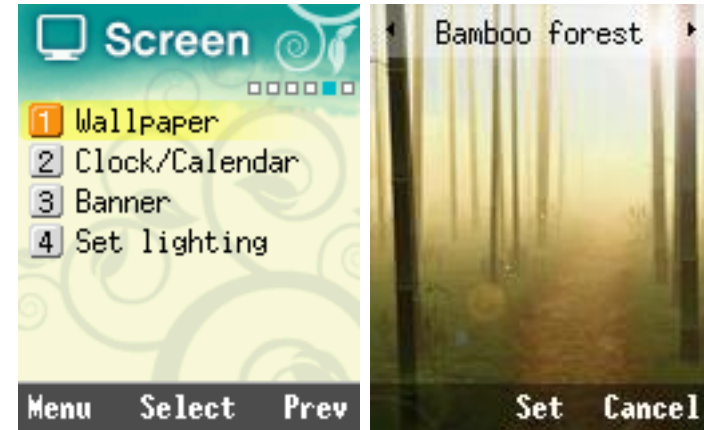 Screen
1 Wallpaper
2 Clock/Calendar
3 Banner
4 Set lighting
Menu Select Prev
Bamboo forest
Set Cancel